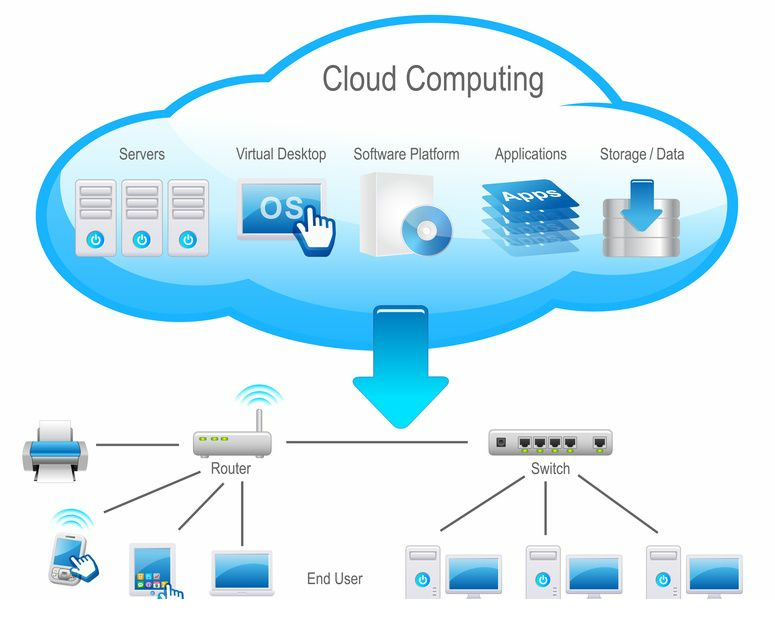 Cloud Computing
Servers
Virtual Desktop
Software Platform
Applications
Storage / Data
OS
Apps
Router
Switch
End User